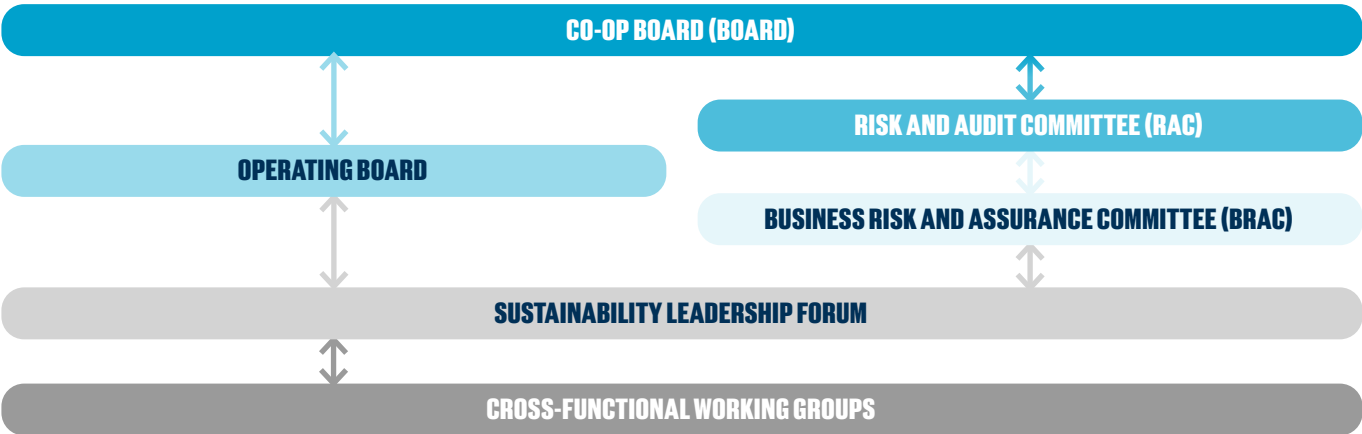 CO-OP BOARD (BOARD)
RISK AND AUDIT COMMITTEE (RAC)
OPERATING BOARD
BUSINESS RISK AND ASSURANCE COMMITTEE (BRAC)
SUSTAINABILITY LEADERSHIP FORUM
CROSS-FUNCTIONAL WORKING GROUPS